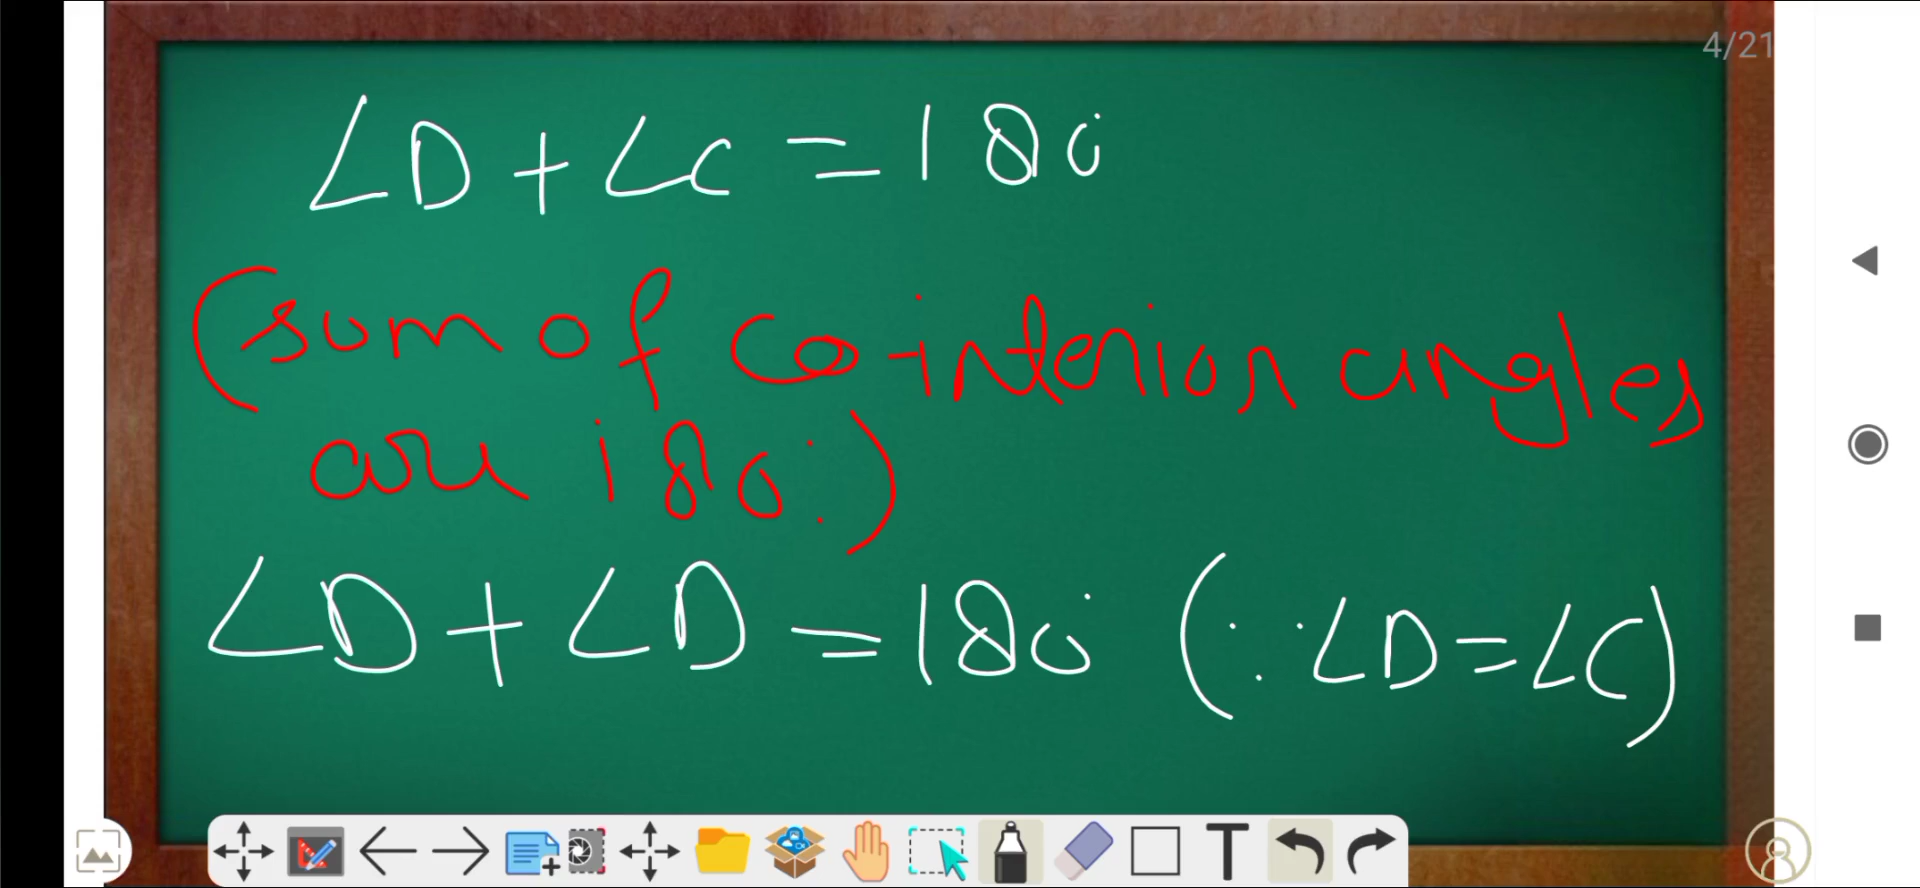 4/21
∠D + ∠C = 180°
(sum of co-interior angles
are 180°.)
∠D + ∠D = 180° (∵ ∠D = ∠C)
T